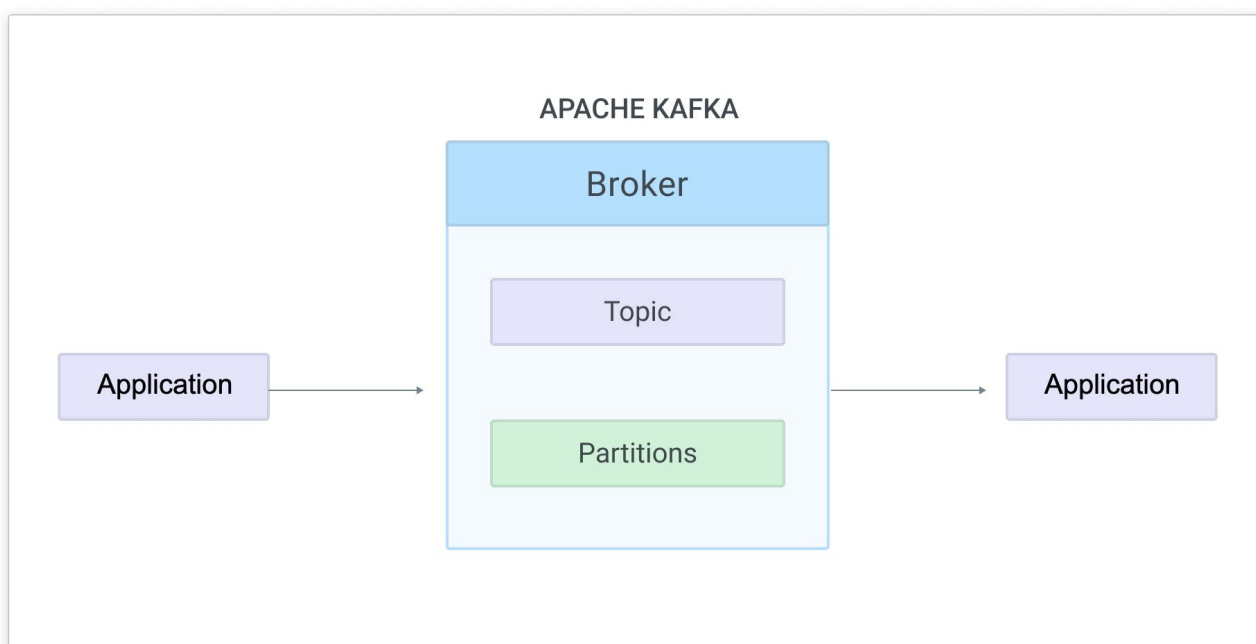 APACHE KAFKA
Broker
Topic
Application
Application
Partitions